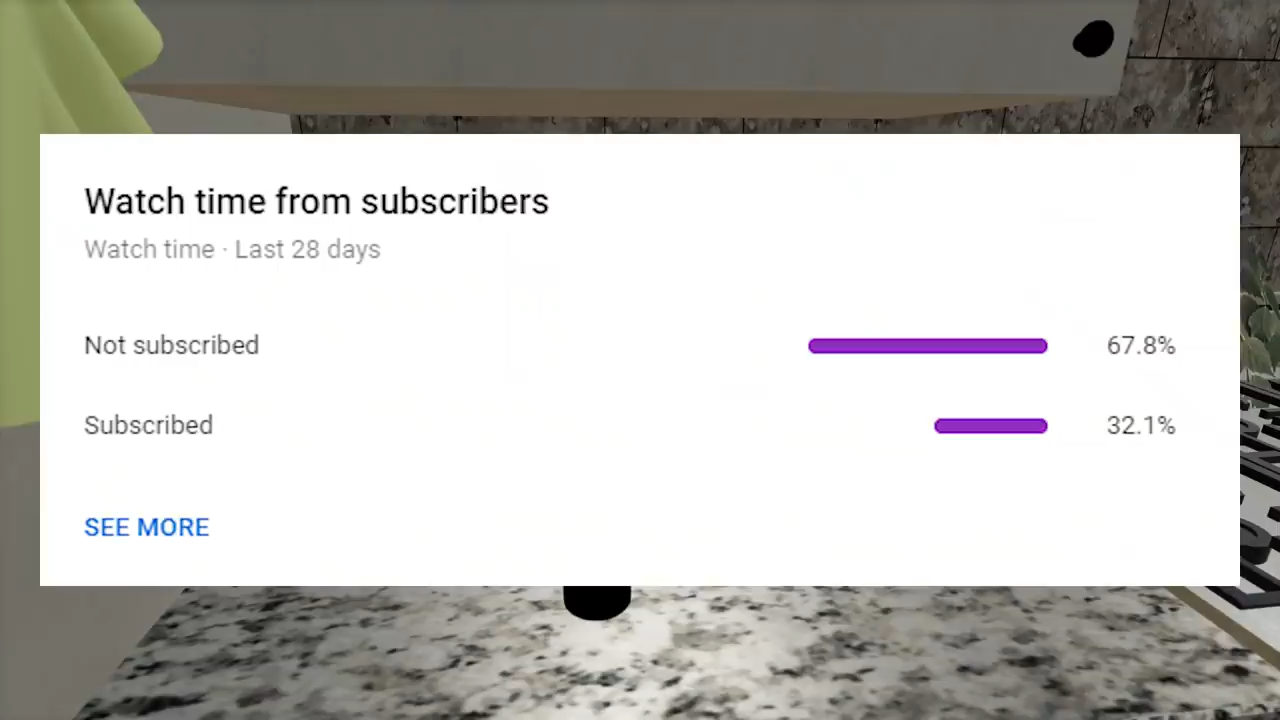 Watch time from subscribers
Watch time · Last 28 days
Not subscribed 67.8%
Subscribed 32.1%
SEE MORE